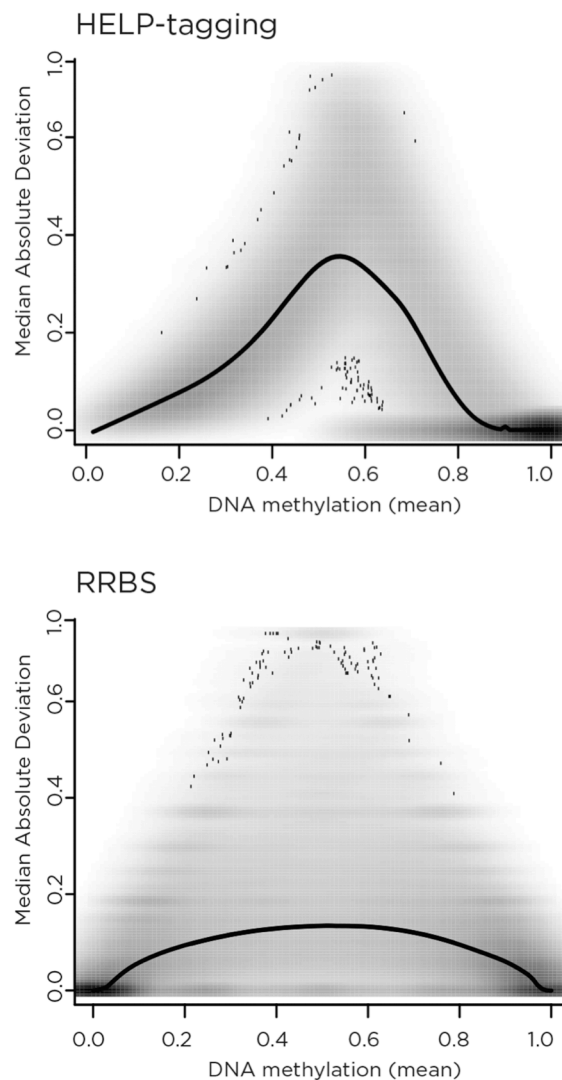 HELP-tagging
Median Absolute Deviation
1.0
0.6
0.4
0.2
0.0
0.0 0.2 0.4 0.6 0.8 1.0
DNA methylation (mean)
RRBS
Median Absolute Deviation
1.0
0.6
0.4
0.2
0.0
0.0 0.2 0.4 0.6 0.8 1.0
DNA methylation (mean)